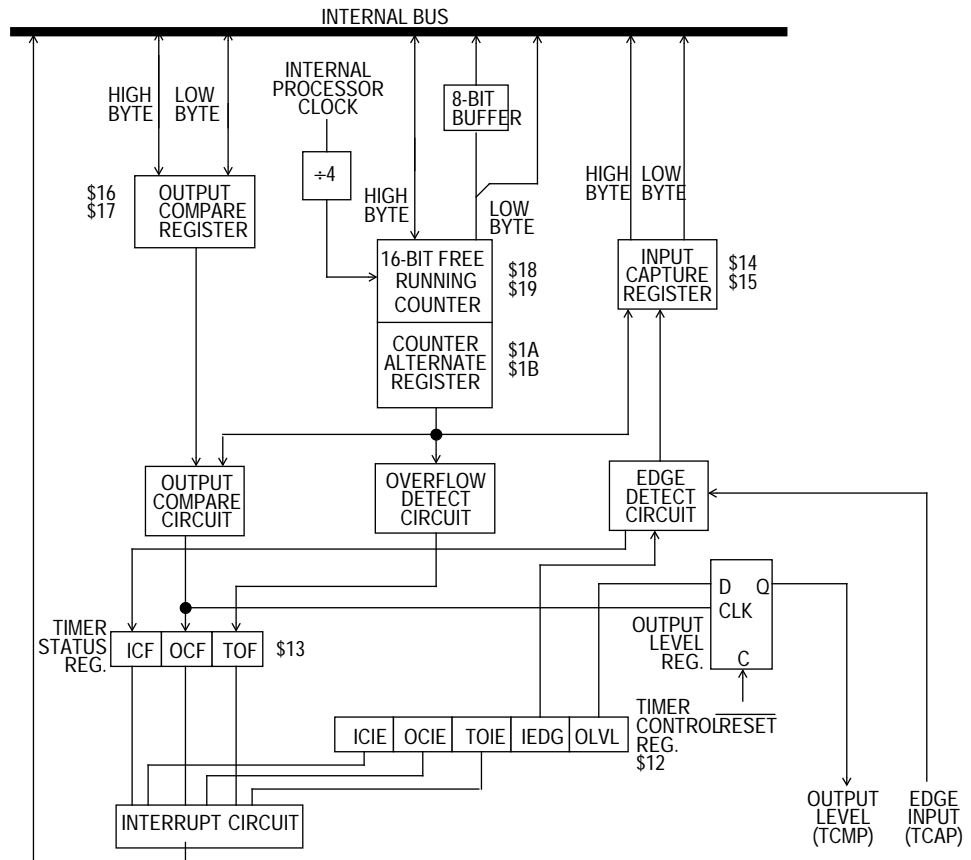 INTERNAL BUS
HIGH
BYTE
LOW
BYTE
INTERNAL
PROCESSOR
CLOCK
8-BIT
BUFFER
÷4
HIGH
BYTE
LOW
BYTE
HIGH
BYTE
LOW
BYTE
$16
$17
OUTPUT
COMPARE
REGISTER
16-BIT FREE
RUNNING
COUNTER
$18
$19
INPUT
CAPTURE
REGISTER
$14
$15
COUNTER
ALTERNATE
REGISTER
$1A
$1B
OUTPUT
COMPARE
CIRCUIT
OVERFLOW
DETECT
CIRCUIT
EDGE
DETECT
CIRCUIT
D Q
CLK
C
OUTPUT
LEVEL
REG.
TIMER
STATUS
REG.
ICF OCF TOF
$13
RESET
TIMER
CONTROL
REG.
$12
ICIE OCIE TOIE IEDG OLVL
INTERRUPT CIRCUIT
OUTPUT
LEVEL
(TCMP)
EDGE
INPUT
(TCAP)